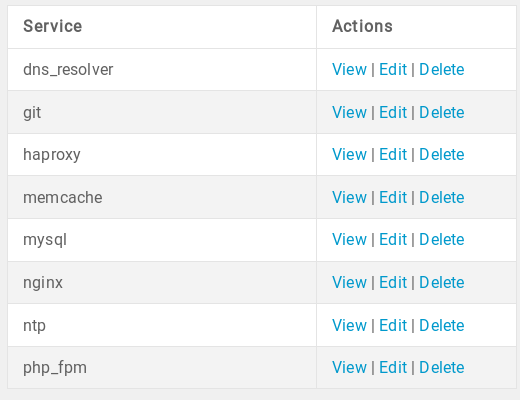 Service Actions
dns_resolver View | Edit | Delete
git View | Edit | Delete
haproxy View | Edit | Delete
memcache View | Edit | Delete
mysql View | Edit | Delete
nginx View | Edit | Delete
ntp View | Edit | Delete
php_fpm View | Edit | Delete